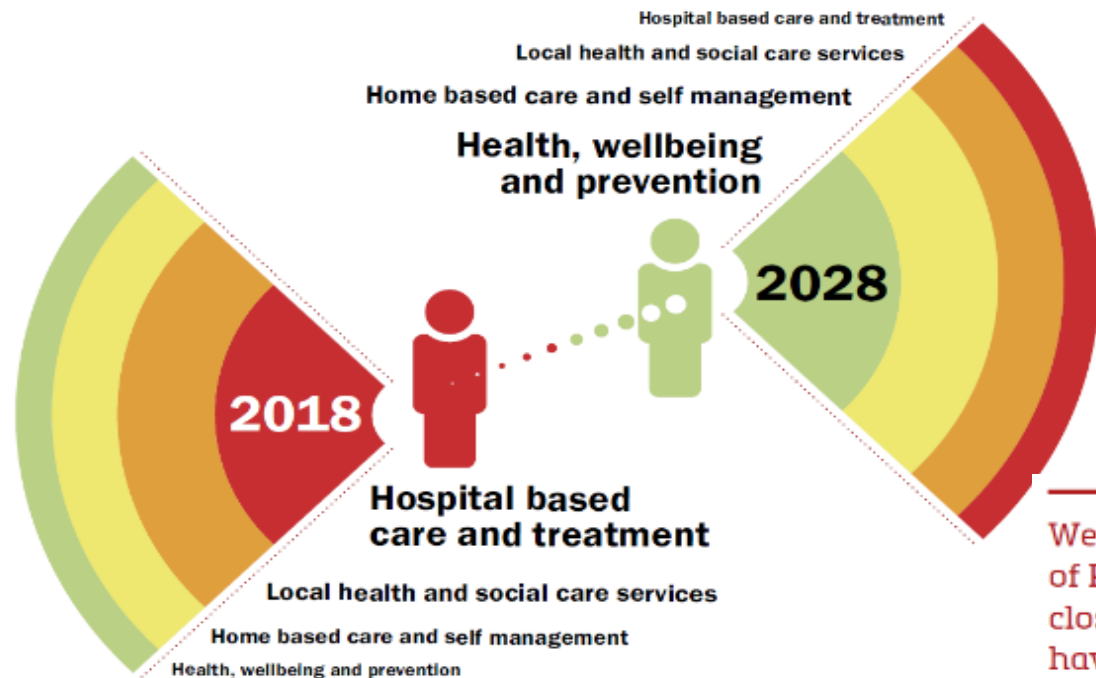 Hospital based care and treatment
Local health and social care services
Home based care and self management
Health, wellbeing
and prevention
2028
2018
Hospital based
care and treatment
Local health and social care services
Home based care and self management
Health, wellbeing and prevention
We
of
clos
hav